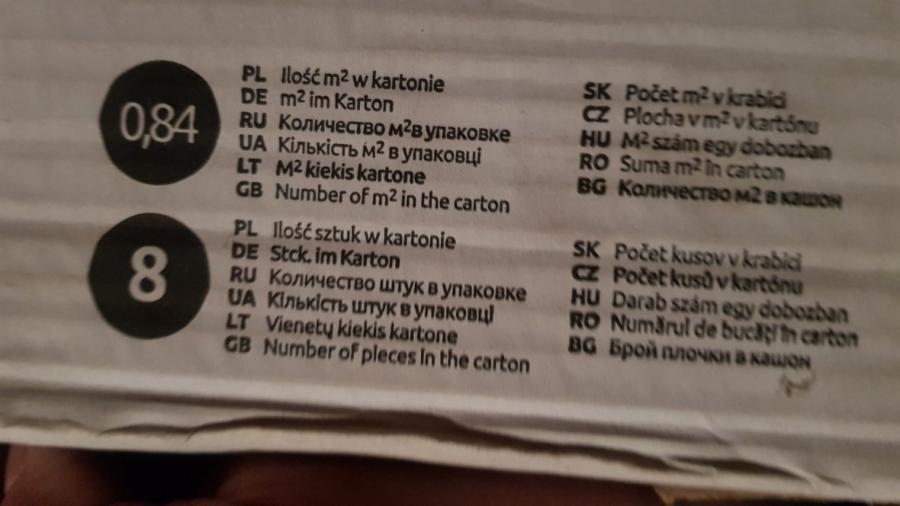 0,84
PL Ilość m² w kartonie
DE m² im Karton
RU Количество м²в упаковке
UA Кількість м² в упаковці
LT M² kiekis kartone
GB Number of m² in the carton
SK Počet m² v krabici
CZ Plocha v m² v kartónu
HU M² szám egy dobozban
RO Suma m² în carton
BG Количество м2 в кашон
8
PL Ilość sztuk w kartonie
DE Stck. im Karton
RU Количество штук в упаковке
UA Кількість штук в упаковці
LT Vienetų kiekis kartone
GB Number of pieces in the carton
SK Počet kusov v krabici
CZ Počet kusů v kartónu
HU Darab szám egy dobozban
RO Numărul de bucăți în carton
BG Брой плочки в кашон